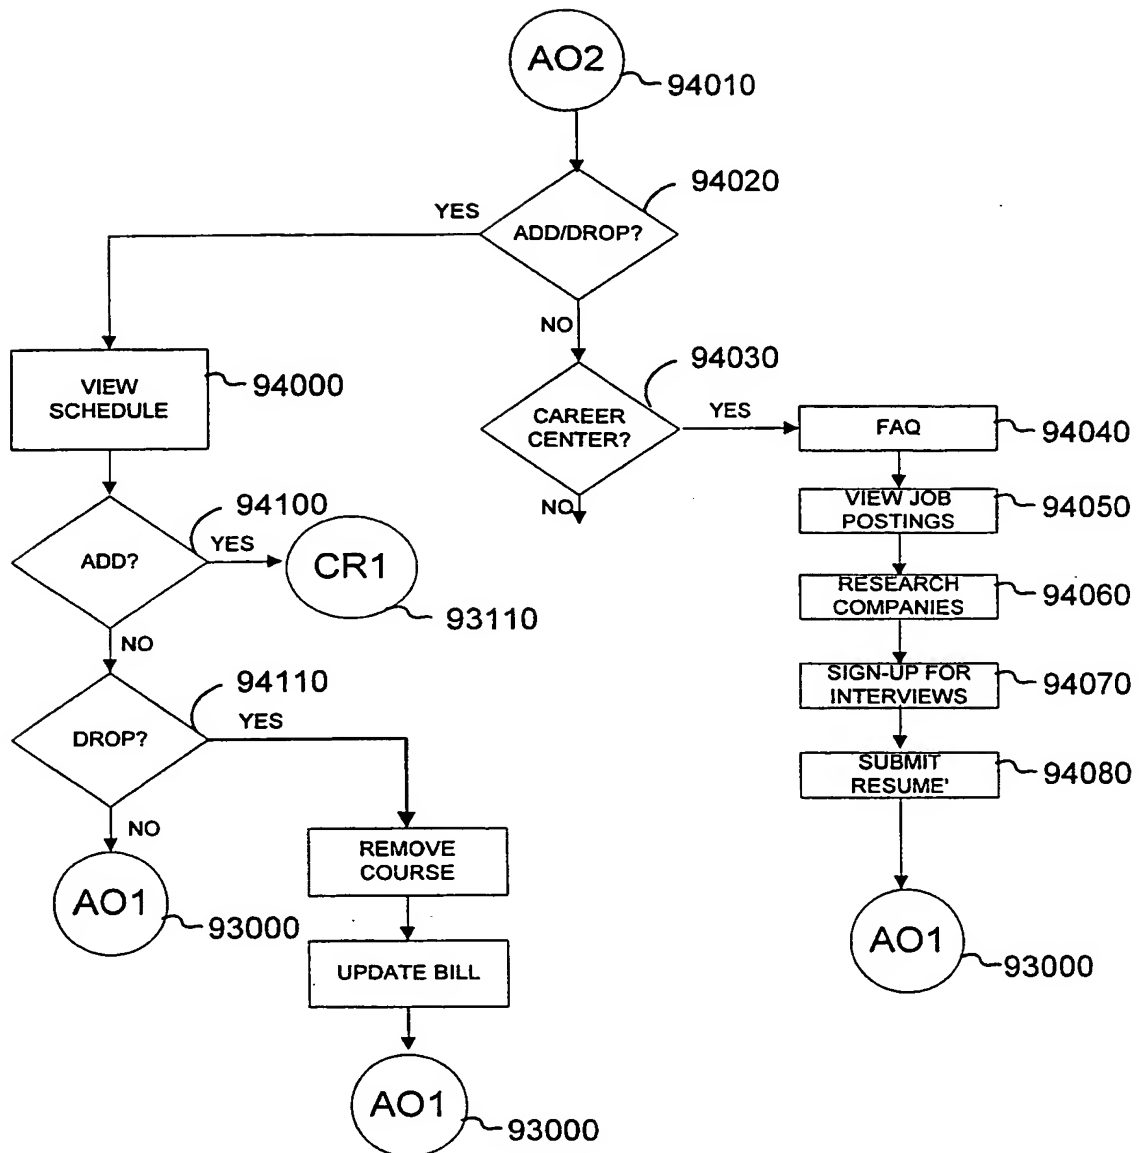 AO2
94010
94020
YES
ADD/DROP?
NO
94030
VIEW
SCHEDULE
94000
CAREER
CENTER?
YES
FAQ
94040
NO
VIEW JOB
POSTINGS
94050
94100
ADD?
YES
CR1
93110
NO
RESEARCH
COMPANIES
94060
94110
DROP?
YES
SIGN-UP FOR
INTERVIEWS
94070
SUBMIT
RESUME'
94080
NO
AO1
93000
REMOVE
COURSE
UPDATE BILL
AO1
93000
AO1
93000